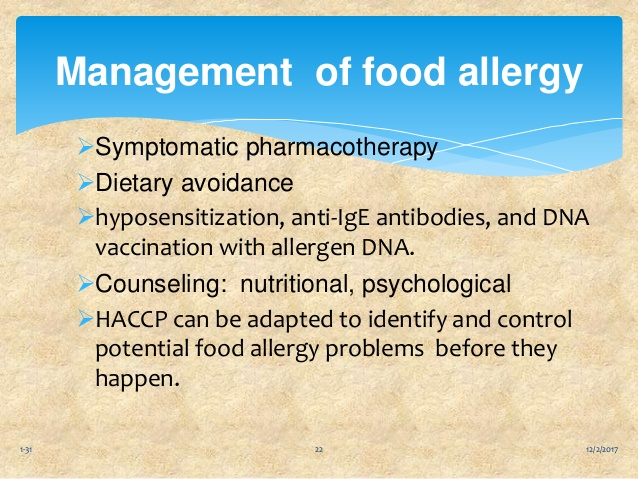 Management of food allergy
➢Symptomatic pharmacotherapy
➢Dietary avoidance
➢hyposensitization, anti-IgE antibodies, and DNA
vaccination with allergen DNA.
➢Counseling: nutritional, psychological
➢HACCP can be adapted to identify and control
potential food allergy problems before they
happen.
1-31 22 12/2/2017